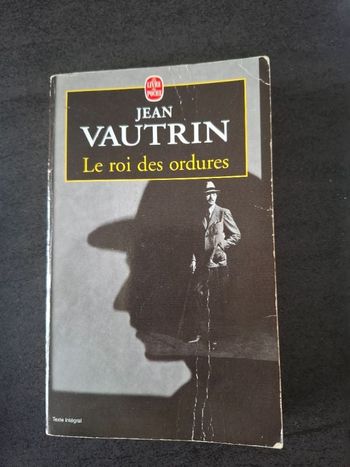 LE LIVRE
DE POCHE
JEAN
VAUTRIN
Le roi des ordures
Texte intégral